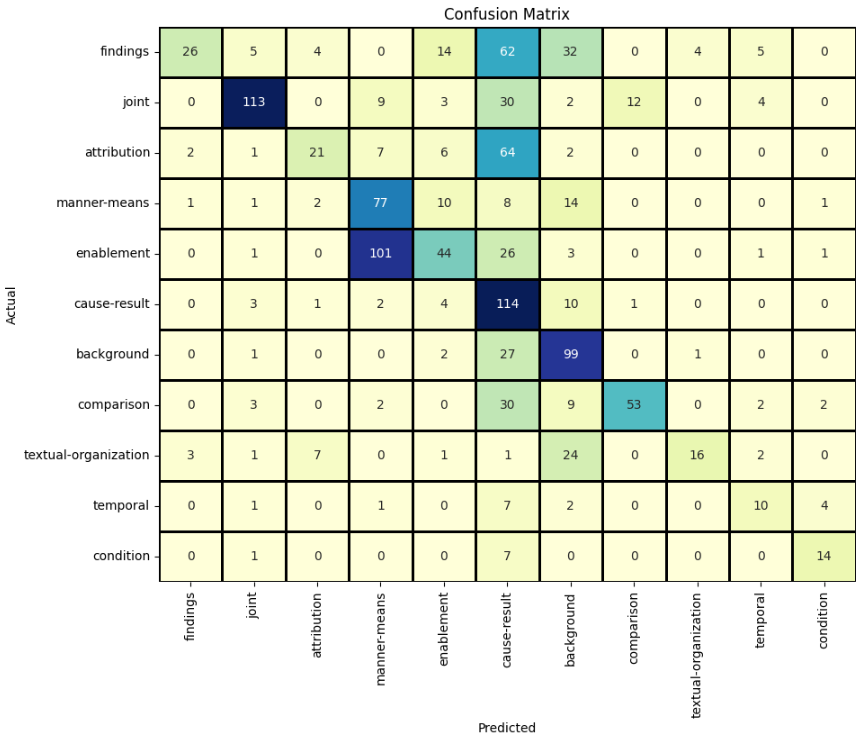 Confusion Matrix
findings 26 5 4 0 14 62 32 0 4 5 0
joint 0 113 0 9 3 30 2 12 0 4 0
attribution 2 1 21 7 6 64 2 0 0 0 0
manner-means 1 1 2 77 10 8 14 0 0 0 1
enablement 0 1 0 101 44 26 3 0 0 1 1
cause-result 0 3 1 2 4 114 10 1 0 0 0
background 0 1 0 0 2 27 99 0 1 0 0
comparison 0 3 0 2 0 30 9 53 0 2 2
textual-organization 3 1 7 0 1 1 24 0 16 2 0
temporal 0 1 0 1 0 7 2 0 0 10 4
condition 0 1 0 0 0 7 0 0 0 0 14
Actual
findings joint attribution manner-means enablement cause-result background comparison textual-organization temporal condition
Predicted